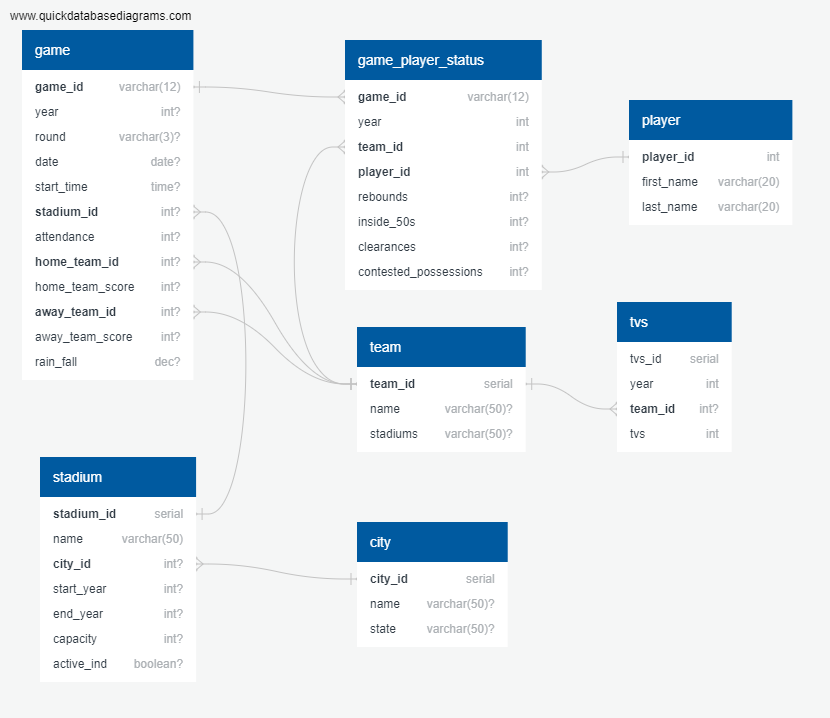 www.quickdatabasediagrams.com
game
game_id varchar(12)
year int?
round varchar(3)?
date date?
start_time time?
stadium_id int?
attendance int?
home_team_id int?
home_team_score int?
away_team_id int?
away_team_score int?
rain_fall dec?
game_player_status
game_id varchar(12)
year int
team_id int
player_id int
rebounds int?
inside_50s int?
clearances int?
contested_possessions int?
player
player_id int
first_name varchar(20)
last_name varchar(20)
team
team_id serial
name varchar(50)?
stadiums varchar(50)?
tvs
tvs_id serial
year int
team_id int?
tvs int
stadium
stadium_id serial
name varchar(50)
city_id int?
start_year int?
end_year int?
capacity int?
active_ind boolean?
city
city_id serial
name varchar(50)?
state varchar(50)?